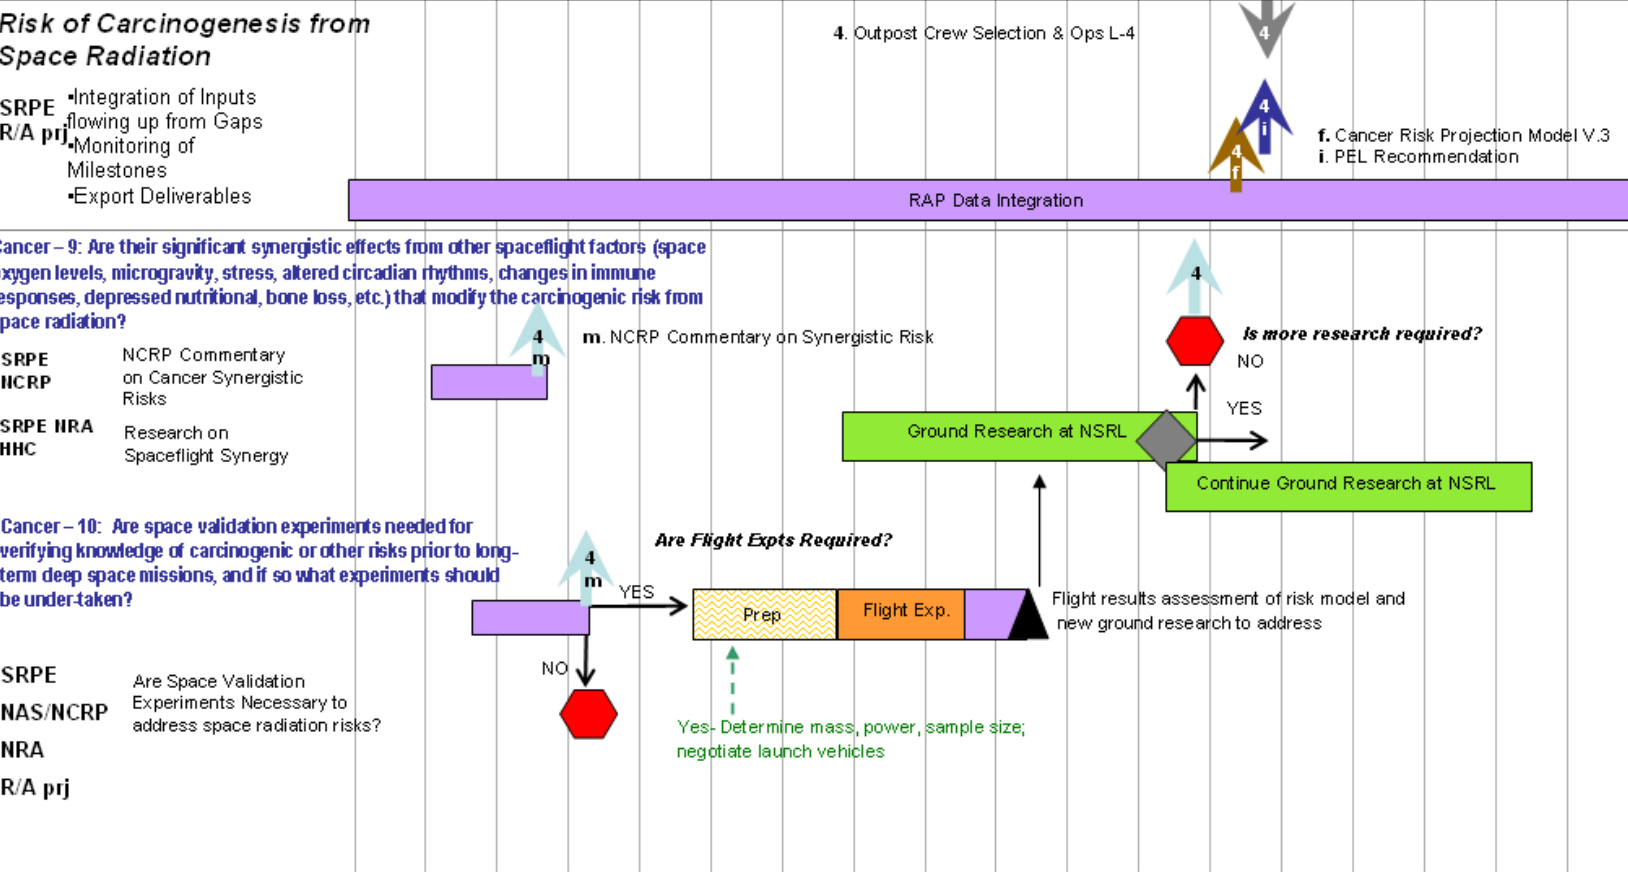 Risk of Carcinogenesis from
Space Radiation
4. Outpost Crew Selection & Ops L-4
4
SRPE
R/A prj
▪Integration of Inputs
flowing up from Gaps
▪Monitoring of
Milestones
▪Export Deliverables
4
i
4
f
f. Cancer Risk Projection Model V.3
i. PEL Recommendation
RAP Data Integration
Cancer – 9: Are their significant synergistic effects from other spaceflight factors (space
xygen levels, microgravity, stress, altered circadian rhythms, changes in immune
esponses, depressed nutritional, bone loss, etc.) that modify the carcinogenic risk from
pace radiation?
4
m
m. NCRP Commentary on Synergistic Risk
4
Is more research required?
NO
YES
SRPE
NCRP
NCRP Commentary
on Cancer Synergistic
Risks
SRPE NRA
HHC
Research on
Spaceflight Synergy
Ground Research at NSRL
Continue Ground Research at NSRL
Cancer – 10: Are space validation experiments needed for
verifying knowledge of carcinogenic or other risks prior to long-
term deep space missions, and if so what experiments should
be under-taken?
4
m
Are Flight Expts Required?
YES
NO
Prep
Flight Exp.
Flight results assessment of risk model and
new ground research to address
SRPE
NAS/NCRP
NRA
R/A prj
Are Space Validation
Experiments Necessary to
address space radiation risks?
Yes- Determine mass, power, sample size;
negotiate launch vehicles